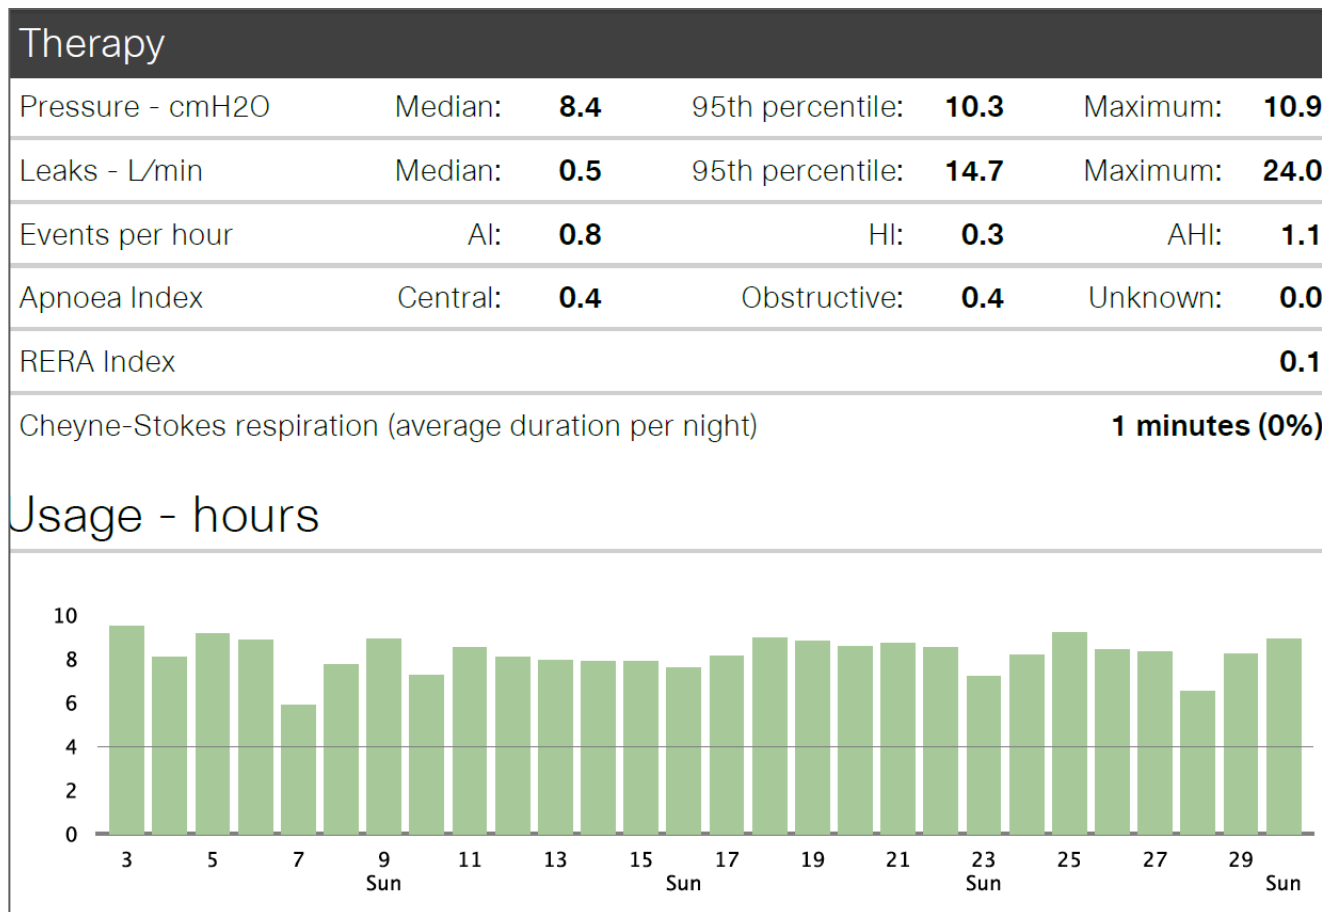 Therapy
Pressure - cmH2O Median: 8.4 95th percentile: 10.3 Maximum: 10.9
Leaks - L/min Median: 0.5 95th percentile: 14.7 Maximum: 24.0
Events per hour AI: 0.8 HI: 0.3 AHI: 1.1
Apnoea Index Central: 0.4 Obstructive: 0.4 Unknown: 0.0
RERA Index 0.1
Cheyne-Stokes respiration (average duration per night) 1 minutes (0%)
Usage - hours
10
8
6
4
2
0
3 5 7 9 11 13 15 17 19 21 23 25 27 29
Sun Sun Sun Sun